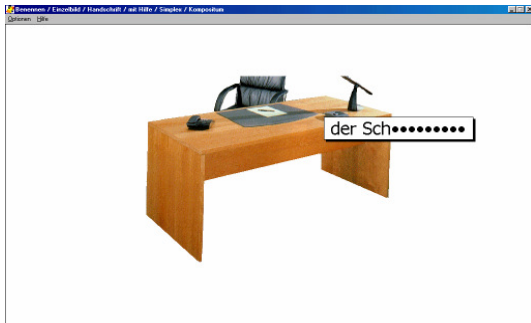 Benennen / Einzelbild / Handschrift / mit Hilfe / Simplex / Kompositum
Optionen Hilfe
der Sch•••••••••